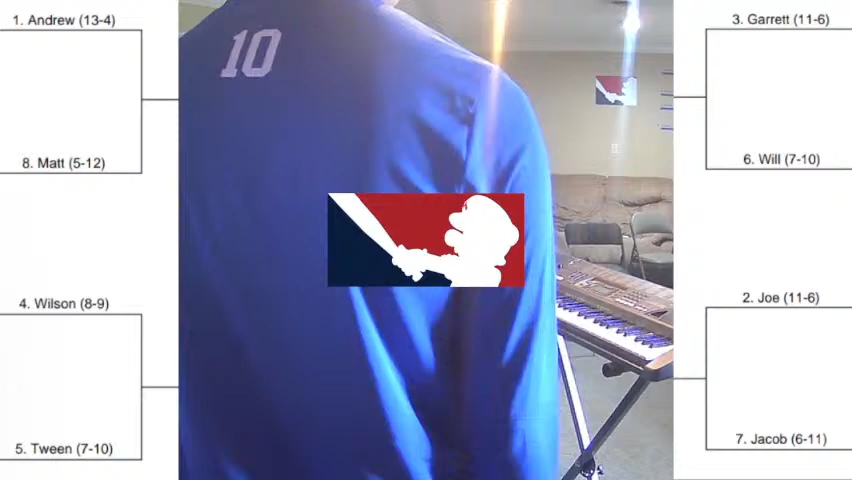 1. Andrew (13-4)
8. Matt (5-12)
4. Wilson (8-9)
5. Tween (7-10)
10
3. Garrett (11-6)
6. Will (7-10)
2. Joe (11-6)
7. Jacob (6-11)